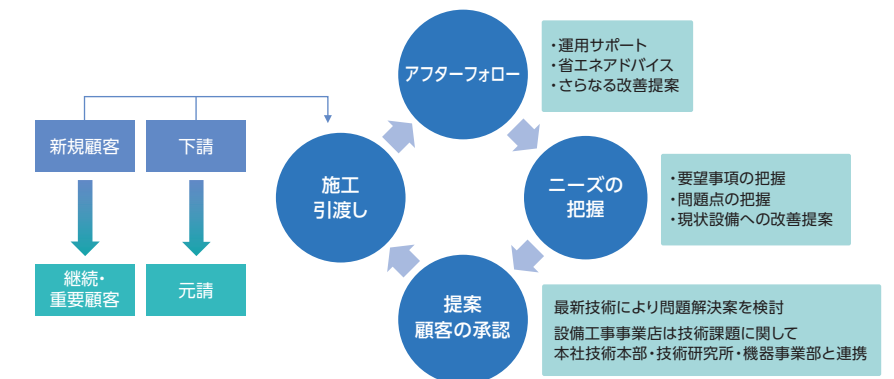 アフターフォロー
・運用サポート
・省エネアドバイス
・さらなる改善提案
新規顧客
下請
施工
引渡し
ニーズの
把握
・要望事項の把握
・問題点の把握
・現状設備への改善提案
継続・
重要顧客
元請
提案
顧客の承認
最新技術により問題解決案を検討
設備工事事業店は技術課題に関して
本社技術本部・技術研究所・機器事業部と連携